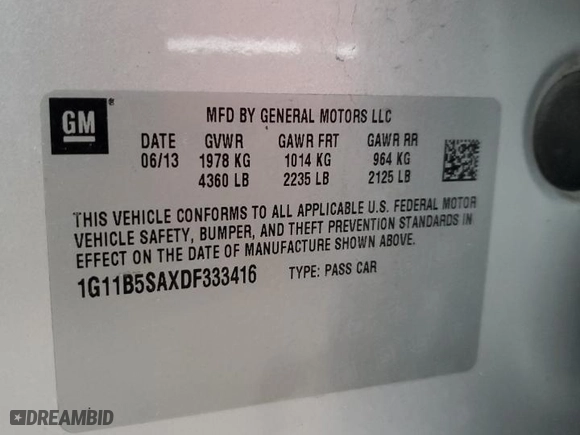 GM
MFD BY GENERAL MOTORS LLC
DATE GVWR GAWR FRT GAWR RR
06/13 1978 KG 1014 KG 964 KG
4360 LB 2235 LB 2125 LB
THIS VEHICLE CONFORMS TO ALL APPLICABLE U.S. FEDERAL MOTOR
VEHICLE SAFETY, BUMPER, AND THEFT PREVENTION STANDARDS IN
EFFECT ON THE DATE OF MANUFACTURE SHOWN ABOVE.
1G11B5SAXDF333416 TYPE: PASS CAR
DREAMBID